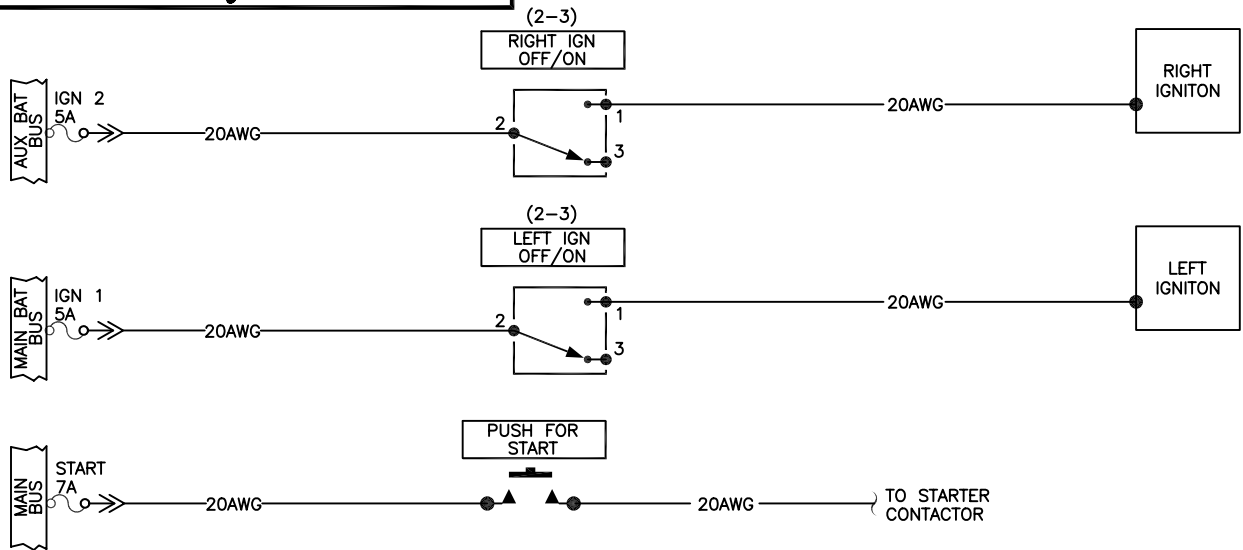 (2-3)
RIGHT IGN
OFF/ON
RIGHT
IGNITON
AUX BAT
BUS
IGN 2
5A
20AWG
2
1
3
20AWG
(2-3)
LEFT IGN
OFF/ON
LEFT
IGNITON
MAIN BAT
BUS
IGN 1
5A
20AWG
2
1
3
20AWG
PUSH FOR
START
MAIN
BUS
START
7A
20AWG
20AWG
TO STARTER
CONTACTOR